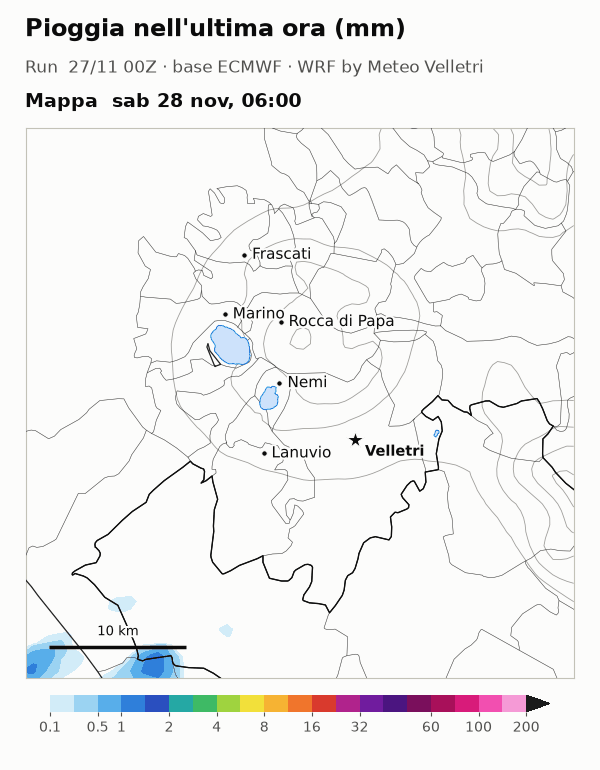 Pioggia nell'ultima ora (mm)
Run  27/11 00Z · base ECMWF · WRF by Meteo Velletri
Mappa  sab 28 nov, 06:00
Frascati
Marino
Rocca di Papa
Nemi
Velletri
Lanuvio
10 km
0.1 0.5 1 2 4 8 16 32 60 100 200